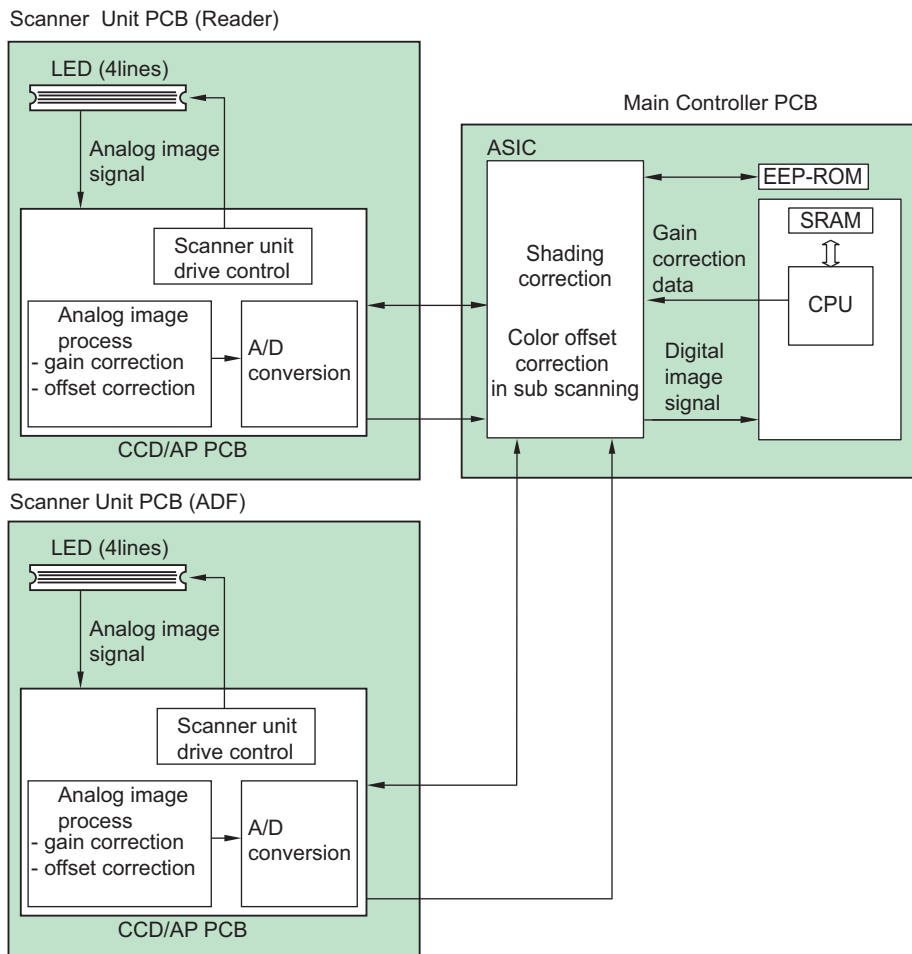 Scanner Unit PCB (Reader)
LED (4lines)
Analog image
signal
Scanner unit
drive control
Analog image
process
- gain correction
- offset correction
A/D
conversion
CCD/AP PCB
Main Controller PCB
ASIC
Shading
correction
Color offset
correction
in sub scanning
EEP-ROM
Gain
correction
data
SRAM
CPU
Digital
image
signal
Scanner Unit PCB (ADF)
LED (4lines)
Analog image
signal
Scanner unit
drive control
Analog image
process
- gain correction
- offset correction
A/D
conversion
CCD/AP PCB